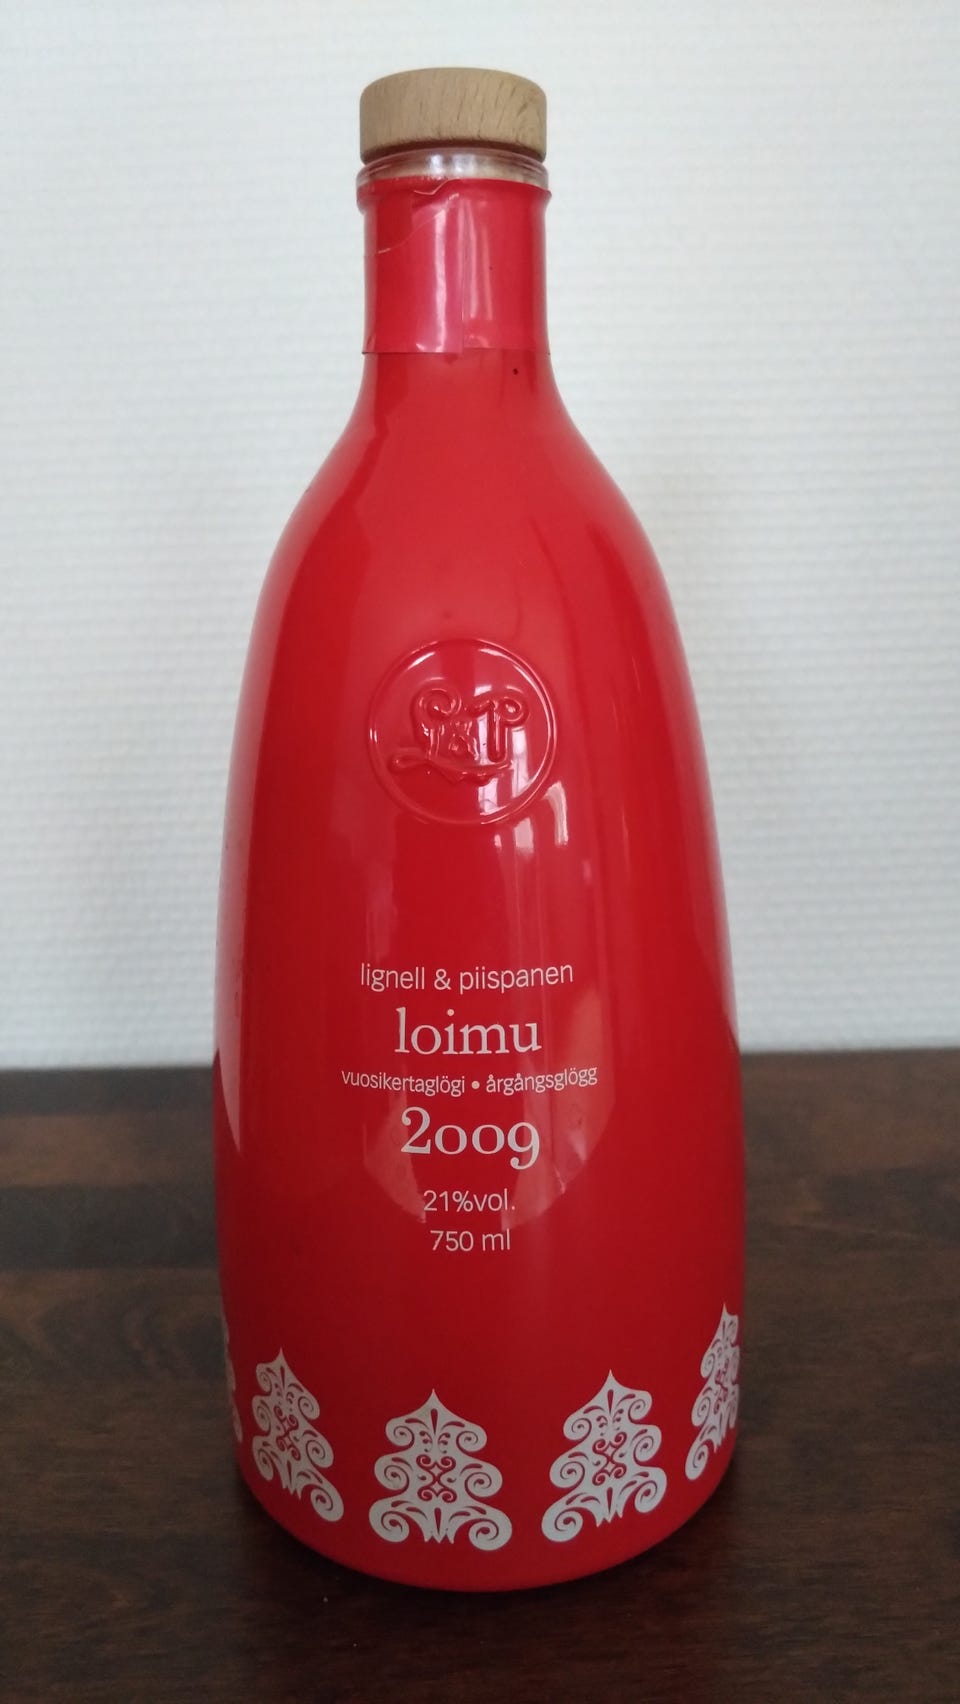 L&P
lignell & piispanen
loimu
vuosikertaglögi • årgångsglögg
2009
21%vol.
750 ml